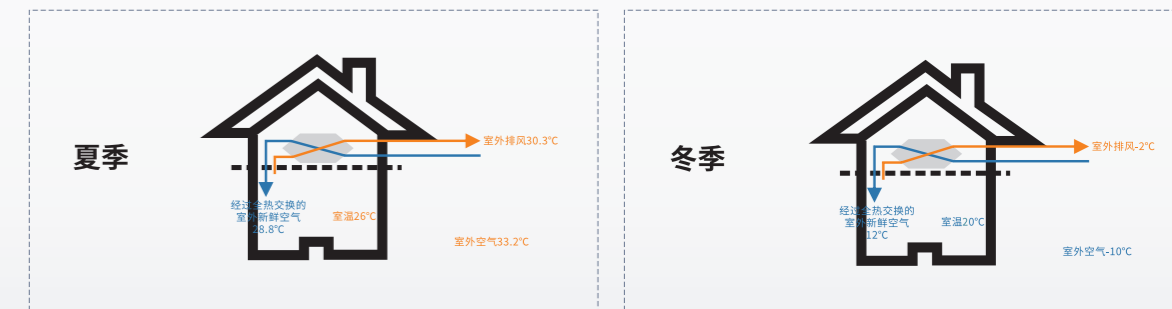 夏季
室外排风30.3℃
经过全热交换的
室外新鲜空气
28.8℃
室温26℃
室外空气33.2℃
冬季
室外排风-2℃
经过全热交换的
室外新鲜空气
12℃
室温20℃
室外空气-10℃